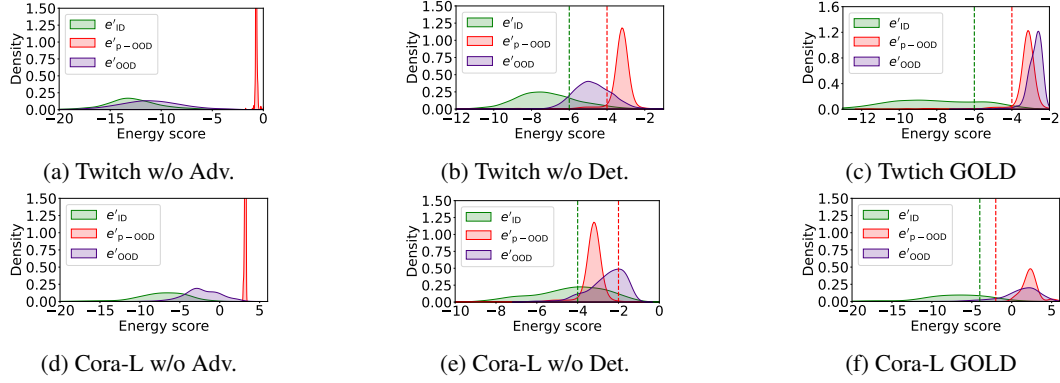 1.50
1.25
1.00
0.75
0.50
0.25
0.00
Density
e'ID
e'p−OOD
e'OOD
−20 −15 −10 −5 0
Energy score
(a) Twitch w/o Adv.
1.50
1.25
1.00
0.75
0.50
0.25
0.00
Density
e'ID
e'p−OOD
e'OOD
−12 −10 −8 −6 −4 −2
Energy score
(b) Twitch w/o Det.
1.6
1.2
0.8
0.4
0.0
Density
e'ID
e'p−OOD
e'OOD
−12 −10 −8 −6 −4 −2
Energy score
(c) Twtich GOLD
1.50
1.25
1.00
0.75
0.50
0.25
0.00
Density
e'ID
e'p−OOD
e'OOD
−20 −15 −10 −5 0 5
Energy score
(d) Cora-L w/o Adv.
1.50
1.25
1.00
0.75
0.50
0.25
0.00
Density
e'ID
e'p−OOD
e'OOD
−10 −8 −6 −4 −2 0
Energy score
(e) Cora-L w/o Det.
1.50
1.25
1.00
0.75
0.50
0.25
0.00
Density
e'ID
e'p−OOD
e'OOD
−20 −15 −10 −5 0 5
Energy score
(f) Cora-L GOLD